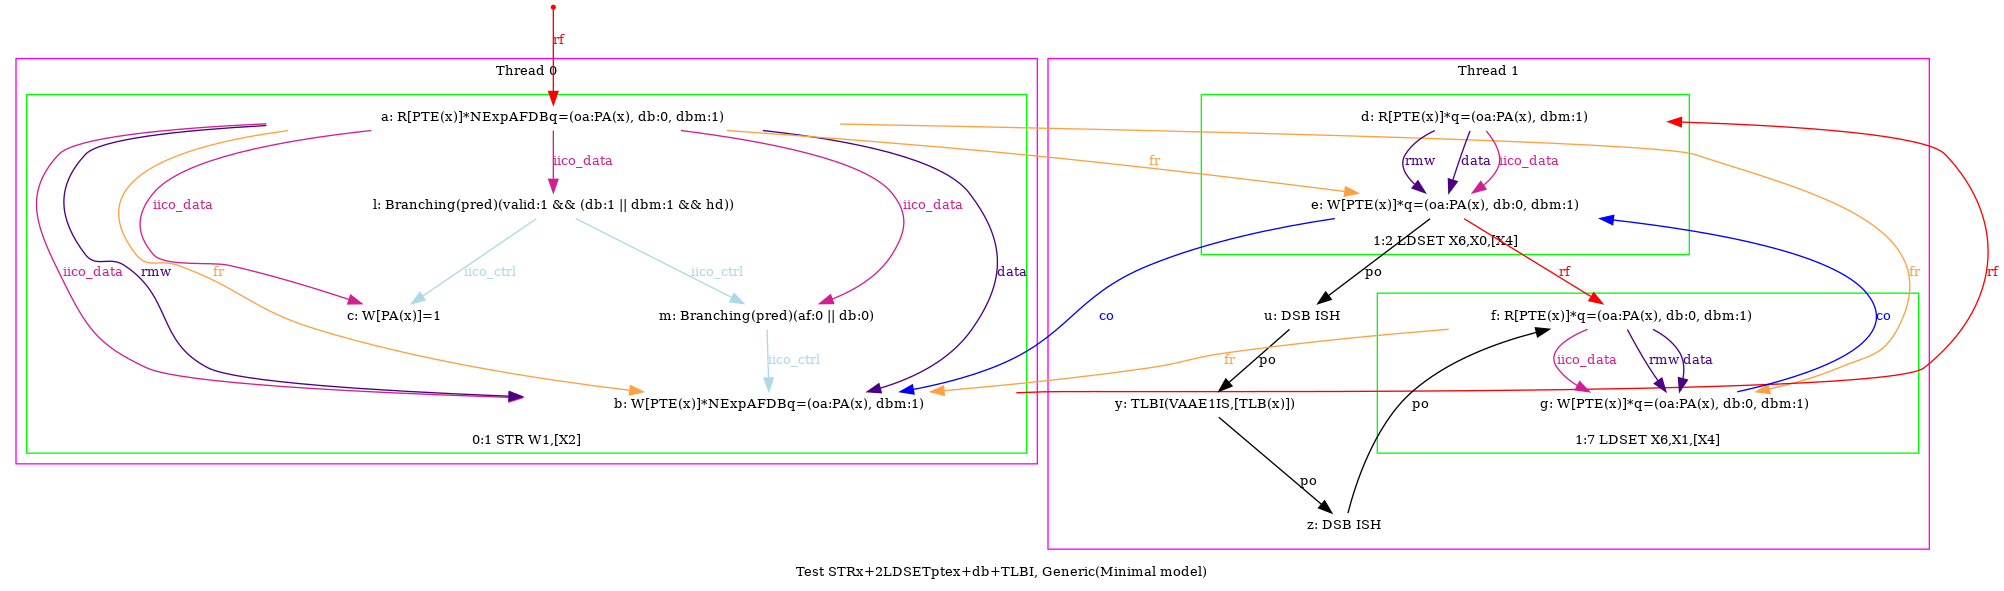 rf
Thread 0
Thread 1
a: R[PTE(x)]*NExpAFDBq=(oa:PA(x), db:0, dbm:1)
d: R[PTE(x)]*q=(oa:PA(x), dbm:1)
iico_data
fr
rmw
data
iico_data
iico_data
l: Branching(pred)(valid:1 && (db:1 || dbm:1 && hd))
iico_data
e: W[PTE(x)]*q=(oa:PA(x), db:0, dbm:1)
1:2 LDSET X6,X0,[X4]
iico_data
rmw
fr
iico_ctrl
iico_ctrl
data
po
rf
fr
rf
c: W[PA(x)]=1
m: Branching(pred)(af:0 || db:0)
co
u: DSB ISH
f: R[PTE(x)]*q=(oa:PA(x), db:0, dbm:1)
co
iico_ctrl
fr
po
iico_data
rmw
data
b: W[PTE(x)]*NExpAFDBq=(oa:PA(x), dbm:1)
y: TLBI(VAAE1IS,[TLB(x)])
po
g: W[PTE(x)]*q=(oa:PA(x), db:0, dbm:1)
0:1 STR W1,[X2]
1:7 LDSET X6,X1,[X4]
po
z: DSB ISH
Test STRx+2LDSETptex+db+TLBI, Generic(Minimal model)